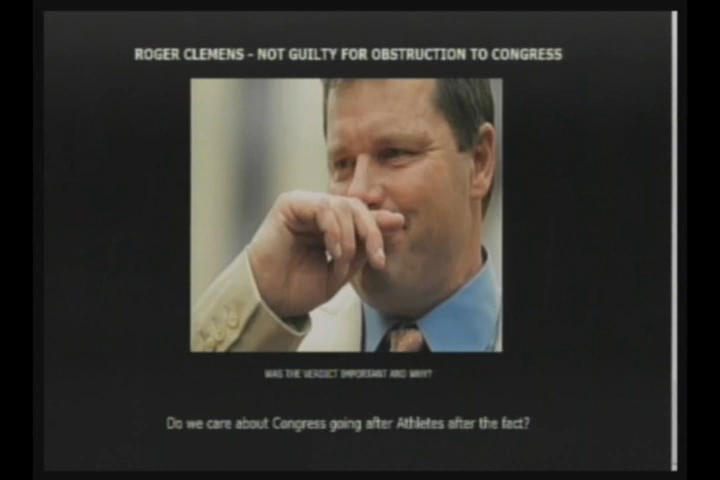 ROGER CLEMENS - NOT GUILTY FOR OBSTRUCTION TO CONGRESS
WAS THE VERDICT IMPORTANT AND WHY?
Do we care about Congress going after Athletes after the fact?